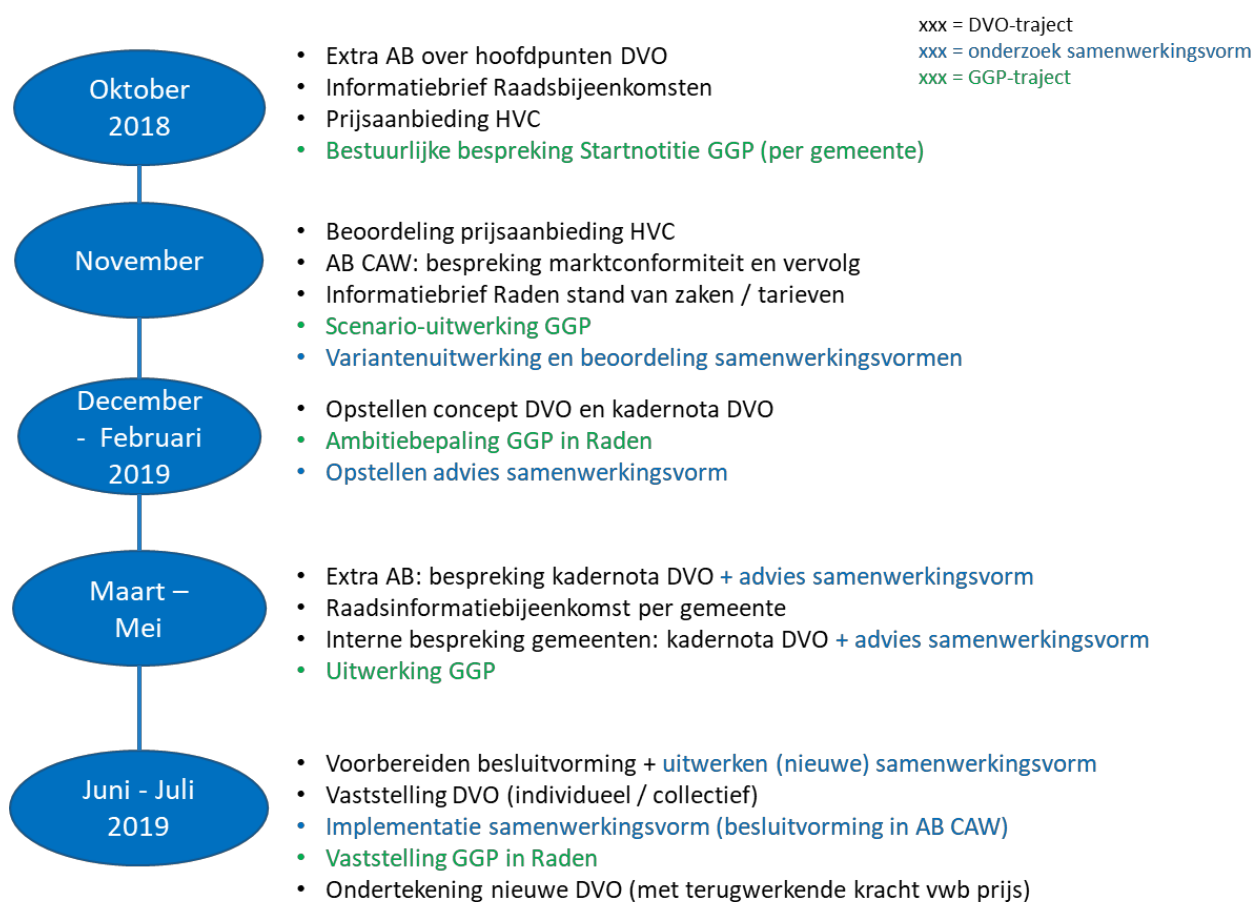 xxx = DVO-traject
xxx = onderzoek samenwerkingsvorm
xxx = GGP-traject
Oktober
2018
• Extra AB over hoofdpunten DVO
• Informatiebrief Raadsbijeenkomsten
• Prijsaanbieding HVC
• Bestuurlijke bespreking Startnotitie GGP (per gemeente)
November
• Beoordeling prijsaanbieding HVC
• AB CAW: bespreking marktconformiteit en vervolg
• Informatiebrief Raden stand van zaken / tarieven
• Scenario-uitwerking GGP
• Variantenuitwerking en beoordeling samenwerkingsvormen
December
- Februari
2019
• Opstellen concept DVO en kadernota DVO
• Ambitiebepaling GGP in Raden
• Opstellen advies samenwerkingsvorm
Maart –
Mei
• Extra AB: bespreking kadernota DVO + advies samenwerkingsvorm
• Raadsinformatiebijeenkomst per gemeente
• Interne bespreking gemeenten: kadernota DVO + advies samenwerkingsvorm
• Uitwerking GGP
Juni - Juli
2019
• Voorbereiden besluitvorming + uitwerken (nieuwe) samenwerkingsvorm
• Vaststelling DVO (individueel / collectief)
• Implementatie samenwerkingsvorm (besluitvorming in AB CAW)
• Vaststelling GGP in Raden
• Ondertekening nieuwe DVO (met terugwerkende kracht vwb prijs)